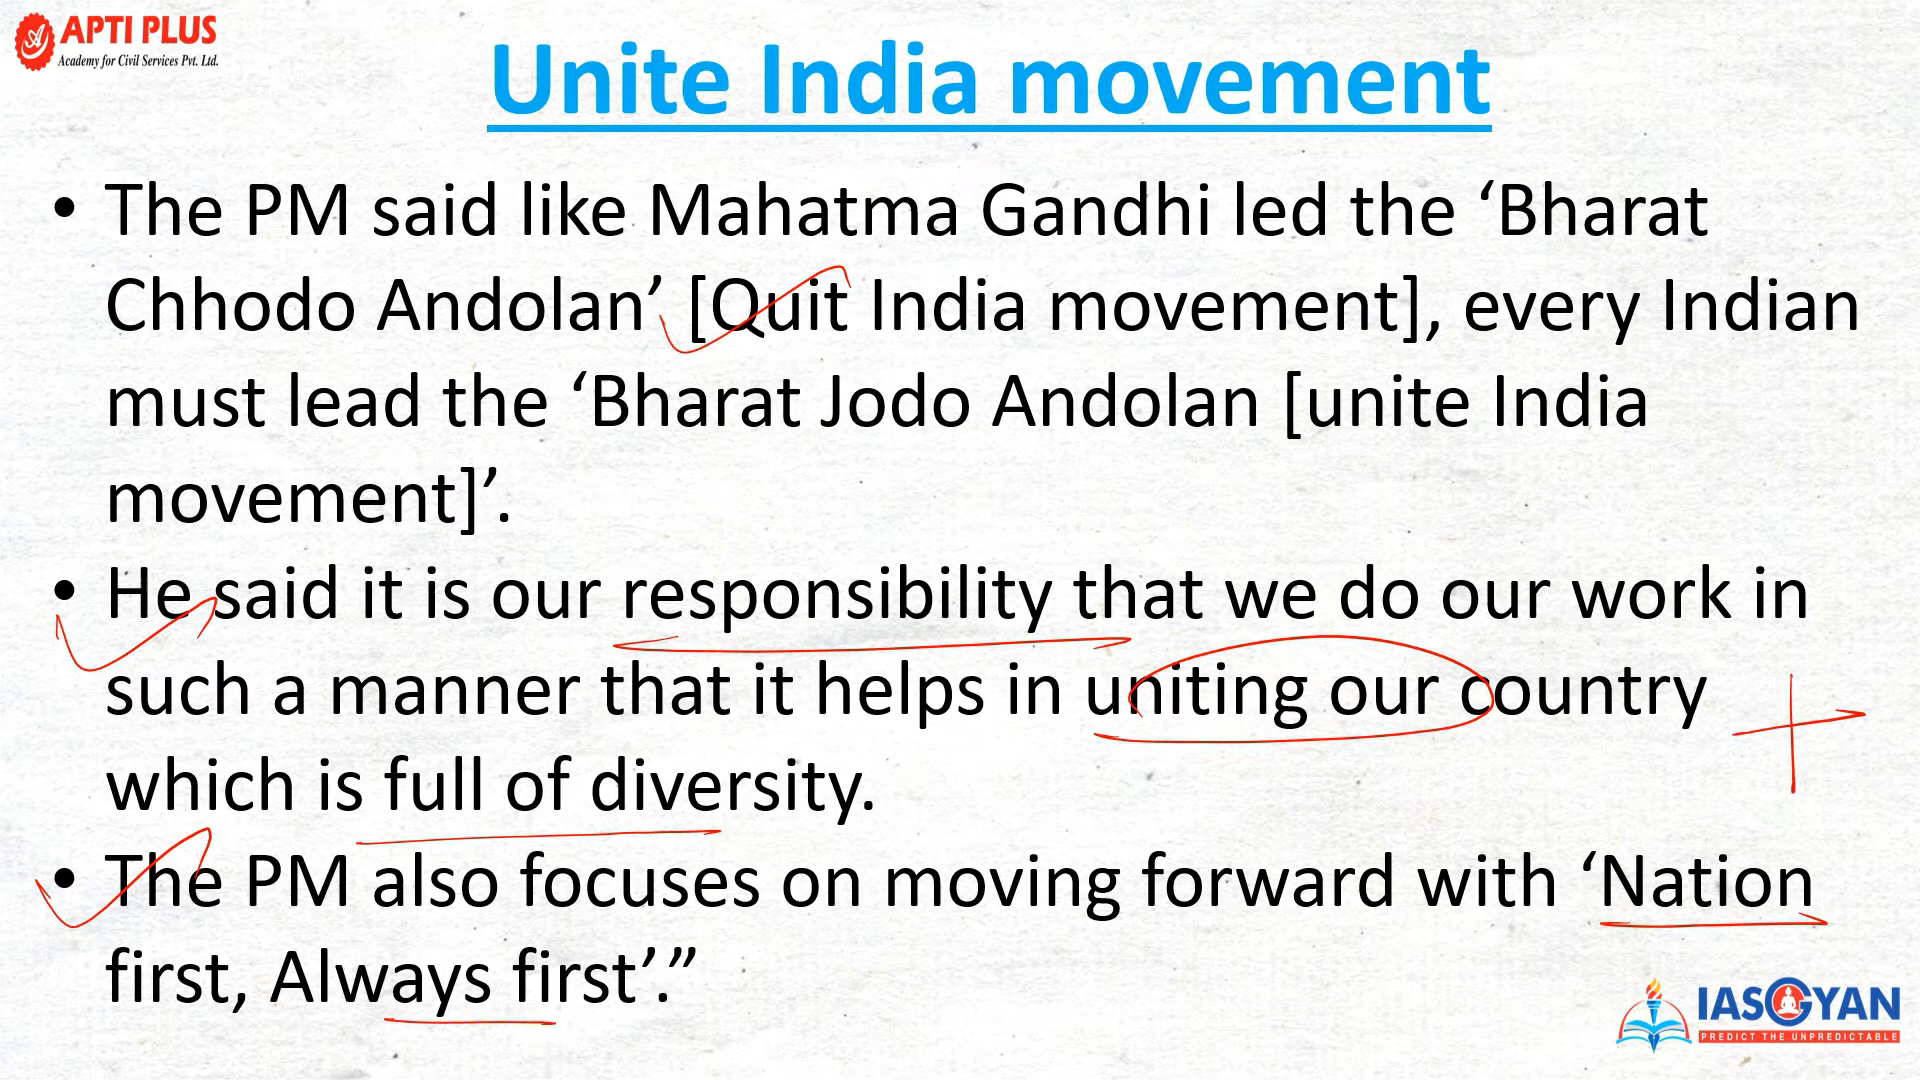 APTI PLUS
Academy for Civil Services Pvt. Ltd.
Unite India movement
• The PM said like Mahatma Gandhi led the ‘Bharat
Chhodo Andolan’ [Quit India movement], every Indian
must lead the ‘Bharat Jodo Andolan [unite India
movement]’.
• He said it is our responsibility that we do our work in
such a manner that it helps in uniting our country
which is full of diversity.
• The PM also focuses on moving forward with ‘Nation
first, Always first’.”
IASGYAN
PREDICT THE UNPREDICTABLE